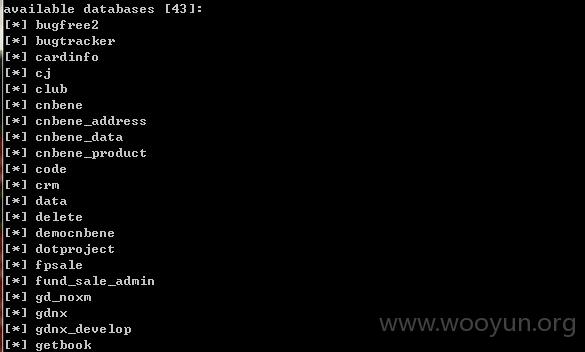 available databases [43]:
[*] bugfree2
[*] bugtracker
[*] cardinfo
[*] cj
[*] club
[*] cnbene
[*] cnbene_address
[*] cnbene_data
[*] cnbene_product
[*] code
[*] crm
[*] data
[*] delete
[*] democnbene
[*] dotproject
[*] fpsale
[*] fund_sale_admin
[*] gd_noxm
[*] gdnx
[*] gdnx_develop
[*] getbook
www.wooyun.org